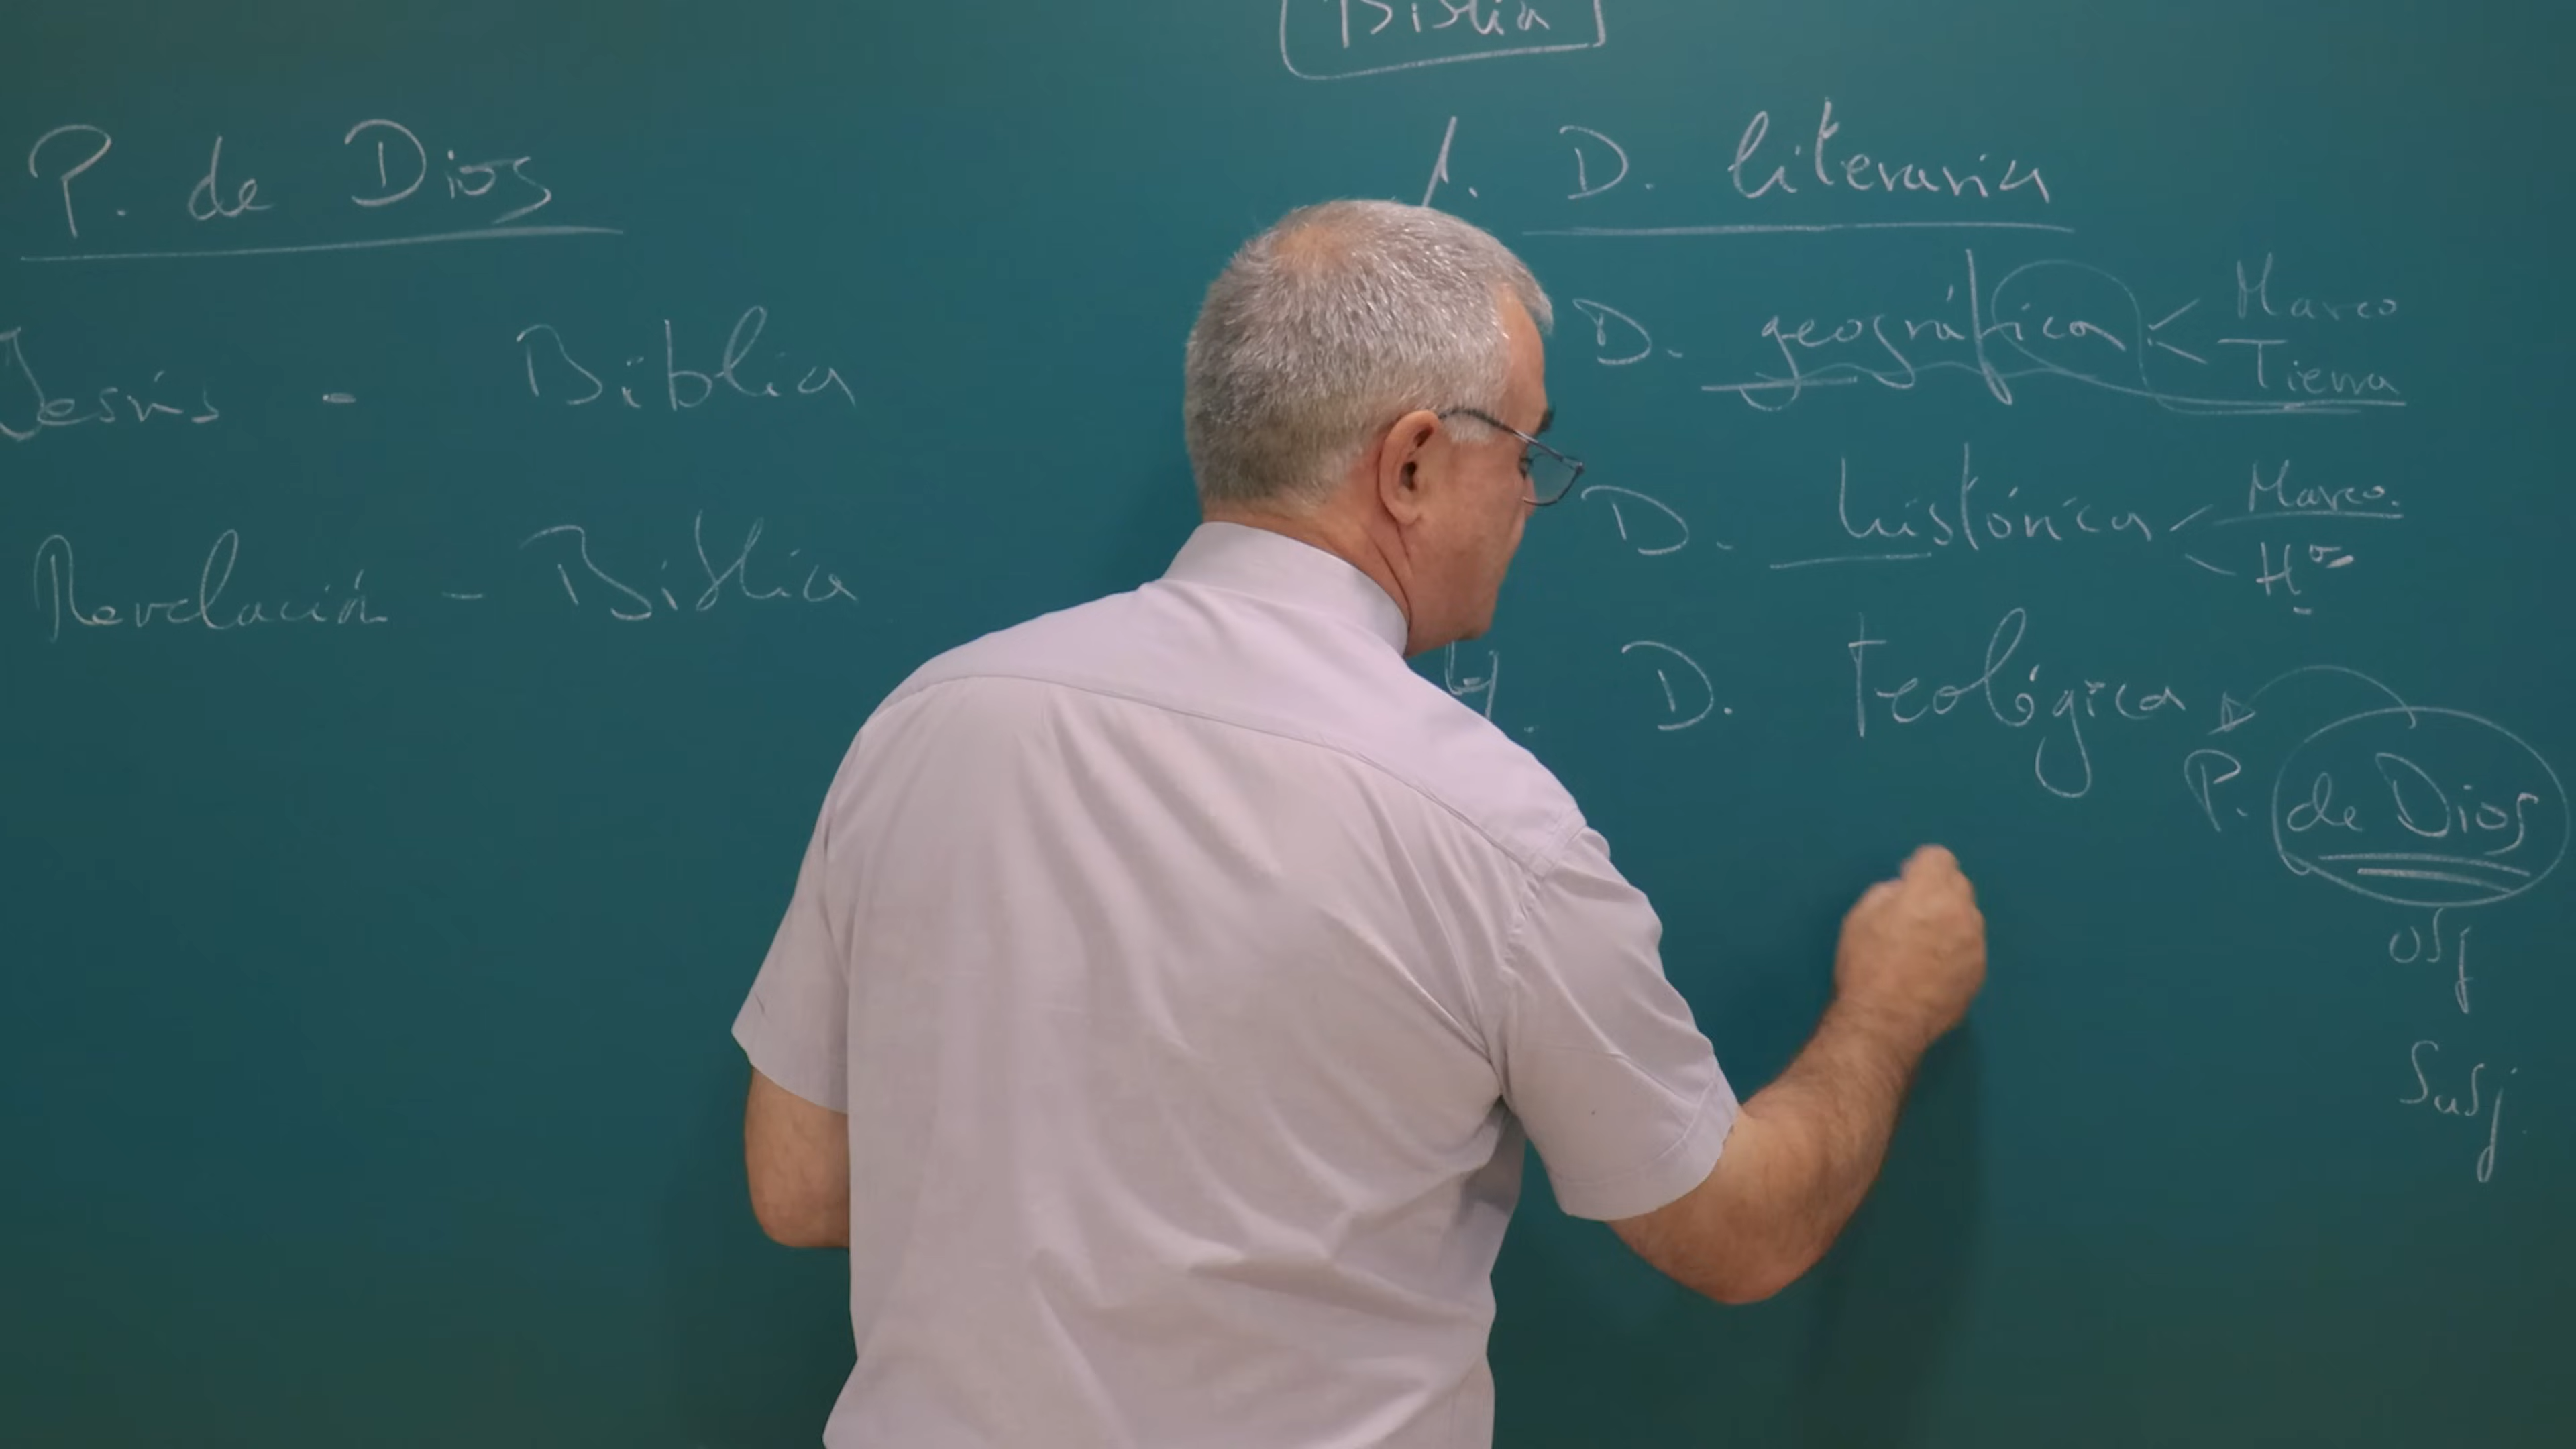 P. de Dios
Jesús - Biblia
Revelación - Biblia
Biblia
1. D. literaria
D. geográfica < Marco
Tierra
D. histórica < Marco.
Hª
4. D. Teológica
P. de Dios
obj
Subj.